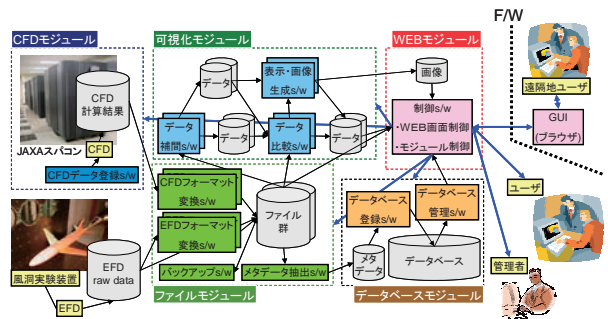 CFDモジュール
可視化モジュール
WEBモジュール
F/W
データ
表示・画像
生成s/w
画像
遠隔地ユーザ
CFD
計算結果
JAXAスパコン
CFD
CFDデータ登録s/w
データ
補間s/w
データ
データ
比較s/w
データ
制御s/w
・WEB画面制御
・モジュール制御
GUI
(ブラウザ)
CFDフォーマット
変換s/w
EFDフォーマット
変換s/w
ファイル
群
データベース
登録s/w
データベース
管理s/w
ユーザ
風洞実験装置
EFD
EFD
raw data
バックアップs/w
メタデータ抽出s/w
メタ
データ
データベース
管理者
ファイルモジュール
データベースモジュール